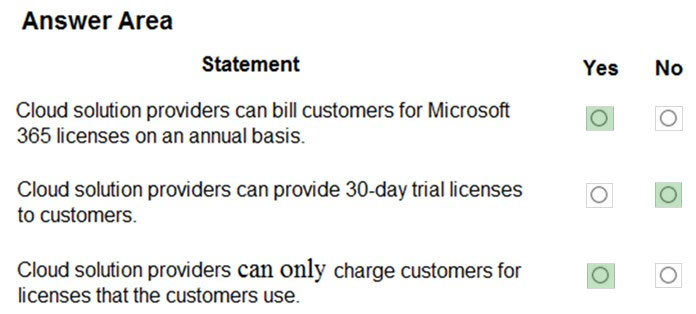 Answer Area
Statement Yes No
Cloud solution providers can bill customers for Microsoft
365 licenses on an annual basis.
Cloud solution providers can provide 30-day trial licenses
to customers.
Cloud solution providers can only charge customers for
licenses that the customers use.